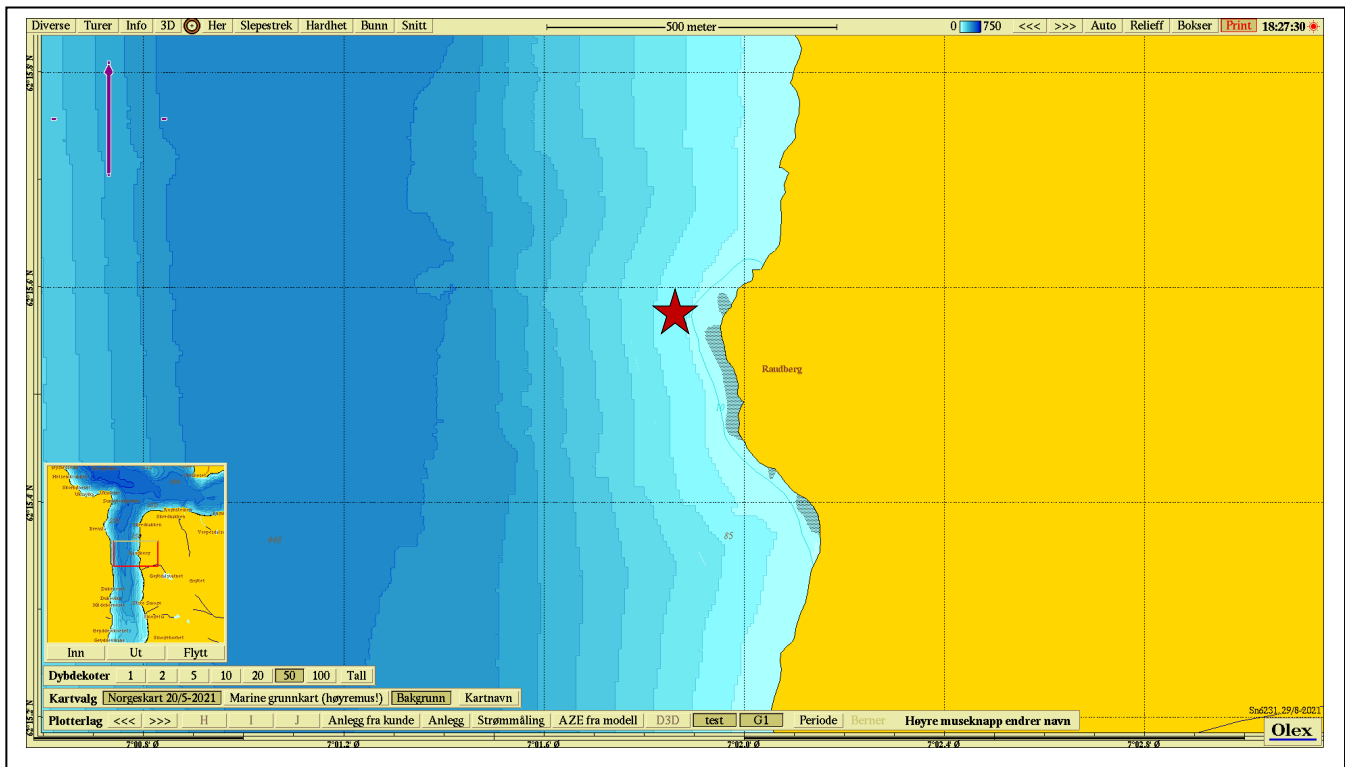 Diverse Turer Info 3D Her Slepestrek Hardhet Bunn Snitt 500 meter 0 750 <<< >>> Auto Relieff Bokser Print 18:27:30
62°15.8' N
62°15.6' N
Raudberg
10
62°15.4' N
85
448
Inn Ut Flytt
Dybdekoter 1 2 5 10 20 50 100 Tall
Kartvalg Norgeskart 20/5-2021 Marine grunnkart (høyremus!) Bakgrunn Kartnavn
Plotterlag <<< >>> H I J Anlegg fra kunde Anlegg Strømmåling AZE fra modell D3D test G1 Periode Berner Høyre museknapp endrer navn
Sn6231, 29/8-2021
62°15.2' N
Olex
7°00.8' Ø 7°01.2' Ø 7°01.6' Ø 7°02.0' Ø 7°02.4' Ø 7°02.8' Ø